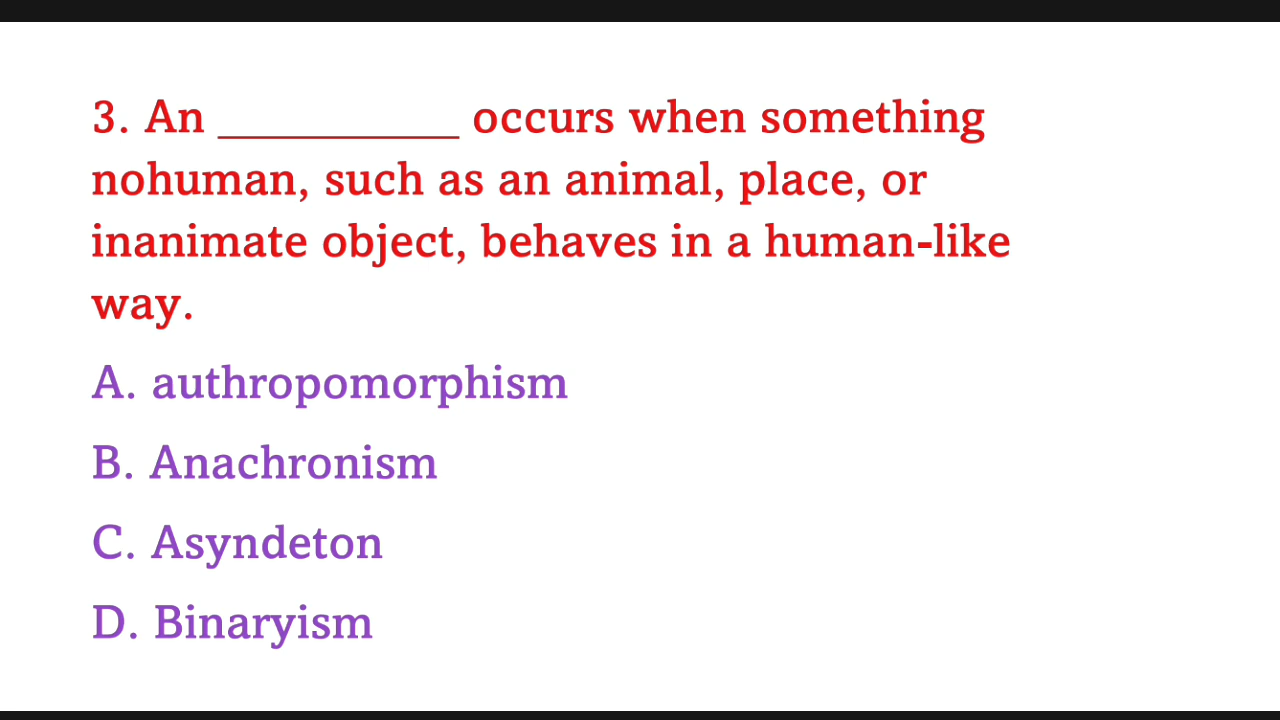 3. An __________ occurs when something
nohuman, such as an animal, place, or
inanimate object, behaves in a human-like
way.
A. authropomorphism
B. Anachronism
C. Asyndeton
D. Binaryism